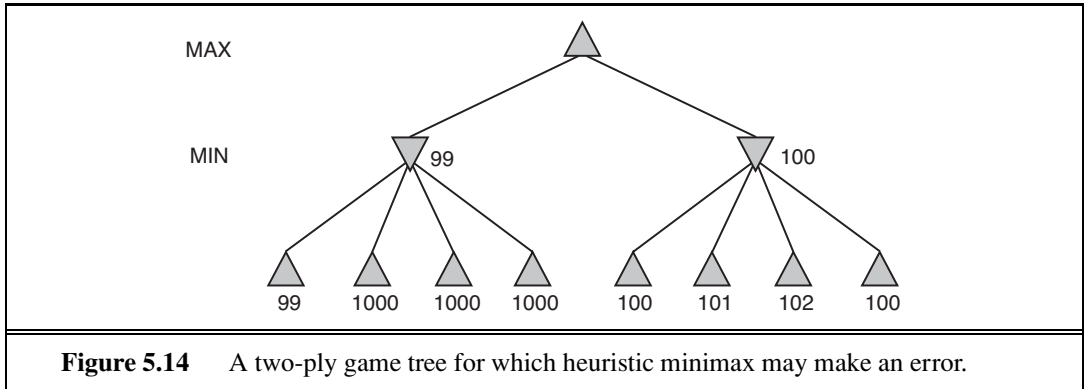 MAX
MIN
99
100
99 1000 1000 1000 100 101 102 100
Figure 5.14 A two-ply game tree for which heuristic minimax may make an error.